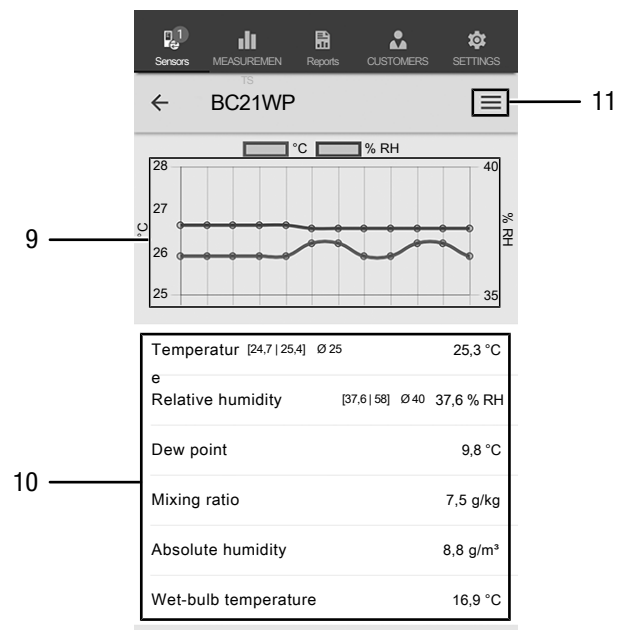 1
Sensors MEASUREMEN Reports CUSTOMERS SETTINGS
TS
BC21WP
11
°C % RH
28 40
27
9 °C % RH
26
25 35
Temperatur [24,7 | 25,4] Ø 25 25,3 °C
e
Relative humidity [37,6 | 58] Ø 40 37,6 % RH
Dew point 9,8 °C
10
Mixing ratio 7,5 g/kg
Absolute humidity 8,8 g/m³
Wet-bulb temperature 16,9 °C